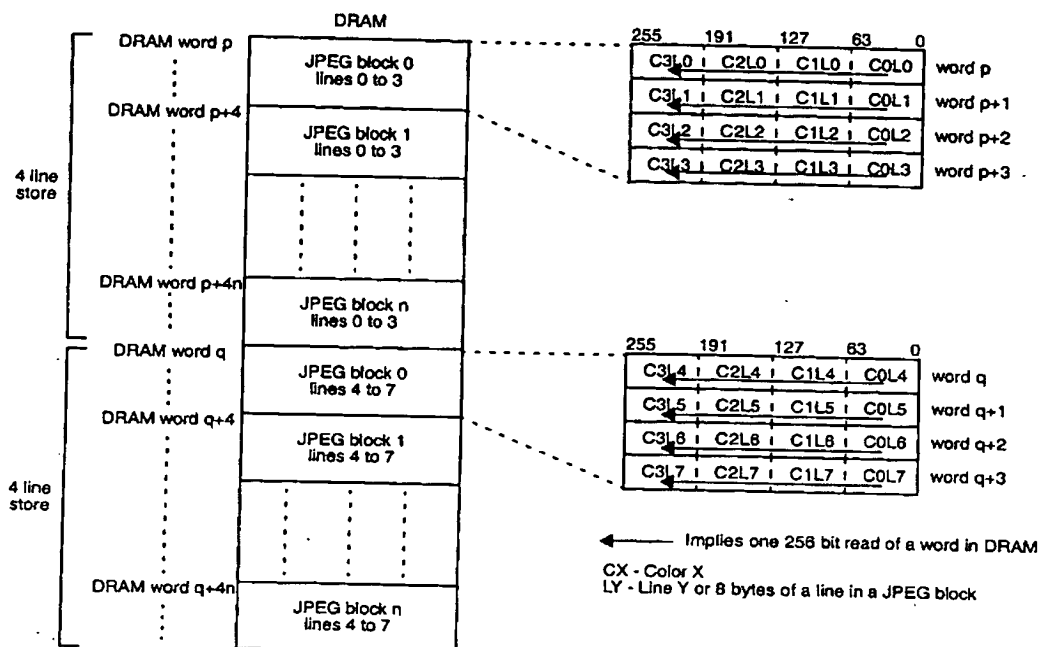 DRAM
DRAM word p
JPEG block 0
lines 0 to 3
DRAM word p+4
JPEG block 1
lines 0 to 3
4 line
store
DRAM word p+4n
JPEG block n
lines 0 to 3
DRAM word q
JPEG block 0
lines 4 to 7
DRAM word q+4
JPEG block 1
lines 4 to 7
4 line
store
DRAM word q+4n
JPEG block n
lines 4 to 7
255 191 127 63 0
C3L0 C2L0 C1L0 C0L0 word p
C3L1 C2L1 C1L1 C0L1 word p+1
C3L2 C2L2 C1L2 C0L2 word p+2
C3L3 C2L3 C1L3 C0L3 word p+3
255 191 127 63 0
C3L4 C2L4 C1L4 C0L4 word q
C3L5 C2L5 C1L5 C0L5 word q+1
C3L6 C2L6 C1L6 C0L6 word q+2
C3L7 C2L7 C1L7 C0L7 word q+3
Implies one 256 bit read of a word in DRAM
CX - Color X
LY - Line Y or 8 bytes of a line in a JPEG block